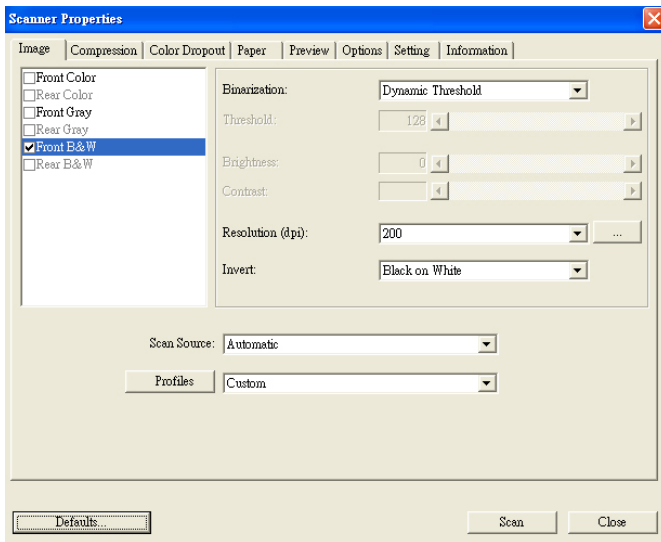 Scanner Properties
Image Compression Color Dropout Paper Preview Options Setting Information
Front Color
Rear Color
Front Gray
Rear Gray
Front B&W
Rear B&W
Binarization: Dynamic Threshold
Threshold: 128
Brightness: 0
Contrast:
Resolution (dpi): 200 ...
Invert: Black on White
Scan Source: Automatic
Profiles Custom
Defaults... Scan Close